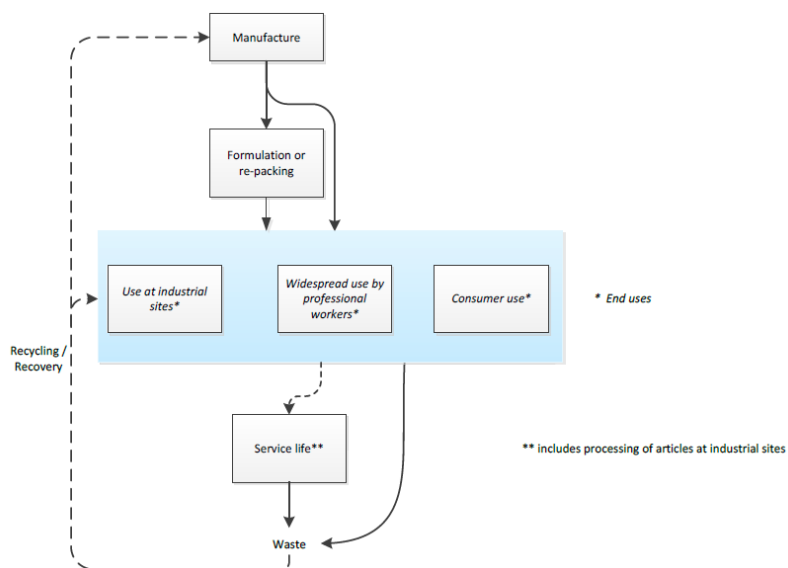 Manufacture
Formulation or
re-packing
Use at industrial
sites*
Widespread use by
professional
workers*
Consumer use*
* End uses
Recycling /
Recovery
Service life**
** includes processing of articles at industrial sites
Waste